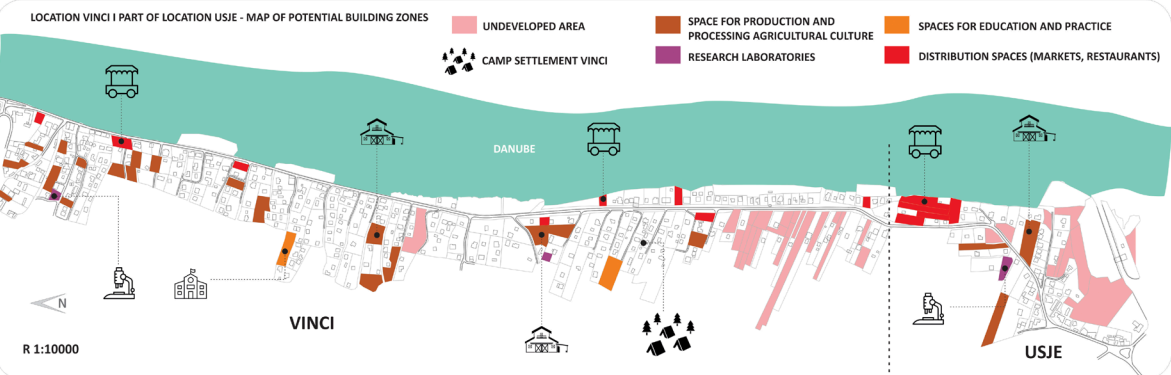 LOCATION VINCI I PART OF LOCATION USJE - MAP OF POTENTIAL BUILDING ZONES
UNDEVELOPED AREA
CAMP SETTLEMENT VINCI
SPACE FOR PRODUCTION AND
PROCESSING AGRICULTURAL CULTURE
RESEARCH LABORATORIES
SPACES FOR EDUCATION AND PRACTICE
DISTRIBUTION SPACES (MARKETS, RESTAURANTS)
DANUBE
N
VINCI
R 1:10000
USJE